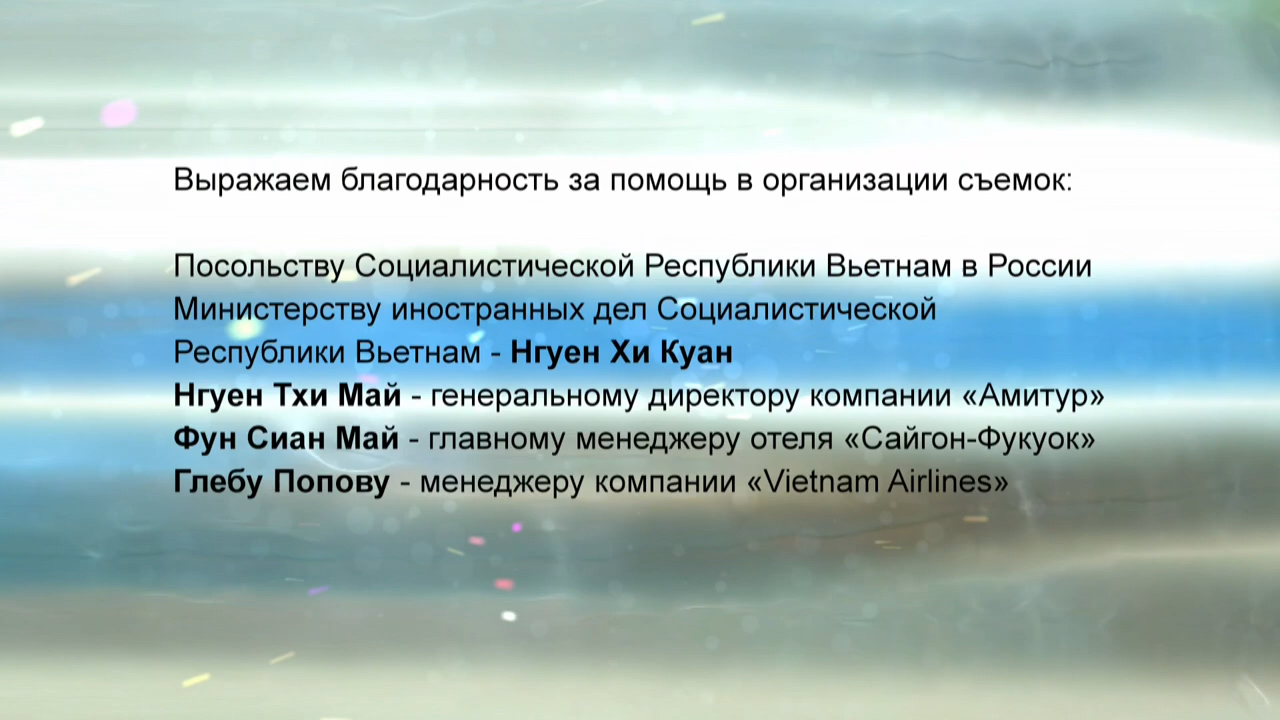 Выражаем благодарность за помощь в организации съемок:
Посольству Социалистической Республики Вьетнам в России
Министерству иностранных дел Социалистической
Республики Вьетнам - Нгуен Хи Куан
Нгуен Тхи Май - генеральному директору компании «Амитур»
Фун Сиан Май - главному менеджеру отеля «Сайгон-Фукуок»
Глебу Попову - менеджеру компании «Vietnam Airlines»